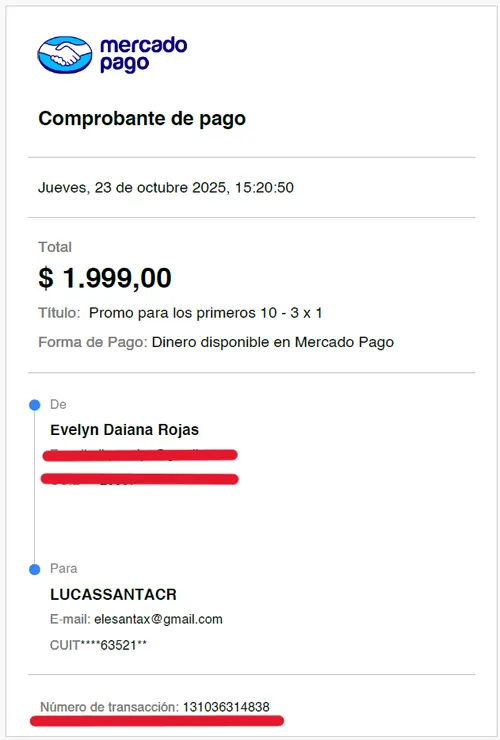 mercado
pago
Comprobante de pago
Jueves, 23 de octubre 2025, 15:20:50
Total
$ 1.999,00
Título: Promo para los primeros 10 - 3 x 1
Forma de Pago: Dinero disponible en Mercado Pago
De
Evelyn Daiana Rojas
Para
LUCASSANTACR
E-mail: elesantax@gmail.com
CUIT****63521**
Número de transacción: 131036314838